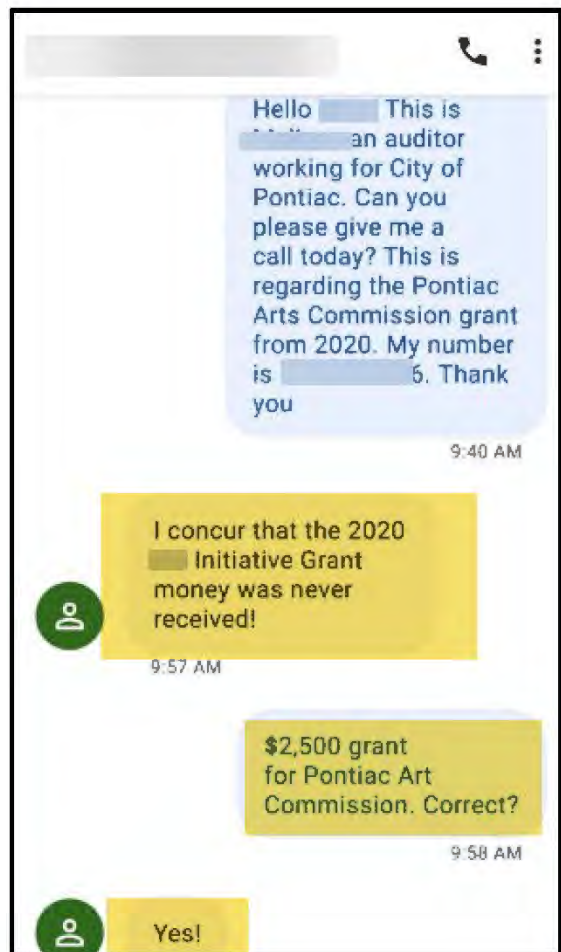 Hello This is
an auditor
working for City of
Pontiac. Can you
please give me a
call today? This is
regarding the Pontiac
Arts Commission grant
from 2020. My number
is 6. Thank
you
9:40 AM
I concur that the 2020
Initiative Grant
money was never
received!
9:57 AM
$2,500 grant
for Pontiac Art
Commission. Correct?
9:58 AM
Yes!